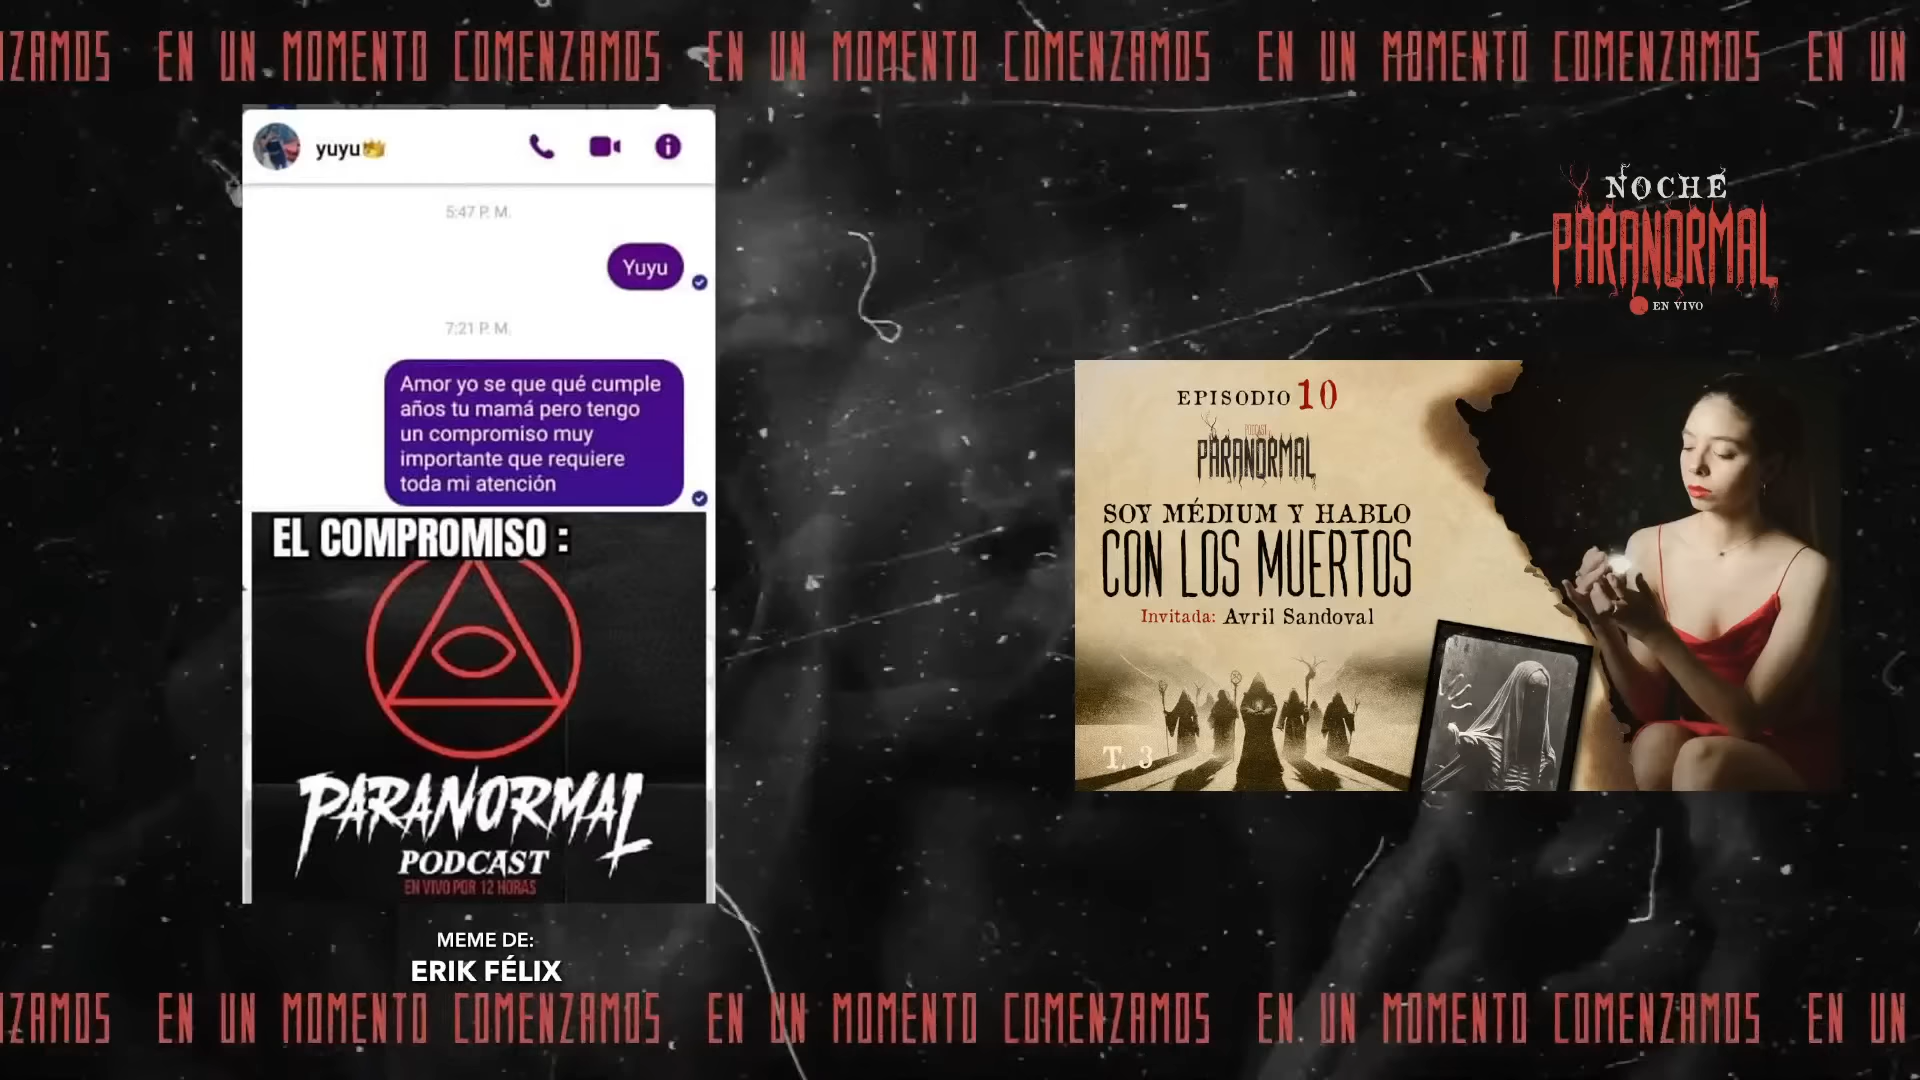 NZAMOS EN UN MOMENTO COMENZAMOS EN UN MOMENTO COMENZAMOS EN UN MOMENTO COMENZAMOS EN UN
yuyu
5:47 P. M.
Yuyu
7:21 P. M.
Amor yo se que qué cumple
años tu mamá pero tengo
un compromiso muy
importante que requiere
toda mi atención
EL COMPROMISO :
PARANORMAL
PODCAST
EN VIVO POR 12 HORAS
MEME DE:
ERIK FÉLIX
NOCHE
PARANORMAL
EN VIVO
EPISODIO 10
PODCAST
PARANORMAL
SOY MÉDIUM Y HABLO
CON LOS MUERTOS
Invitada: Avril Sandoval
T. 3
NZAMOS EN UN MOMENTO COMENZAMOS EN UN MOMENTO COMENZAMOS EN UN MOMENTO COMENZAMOS EN UN